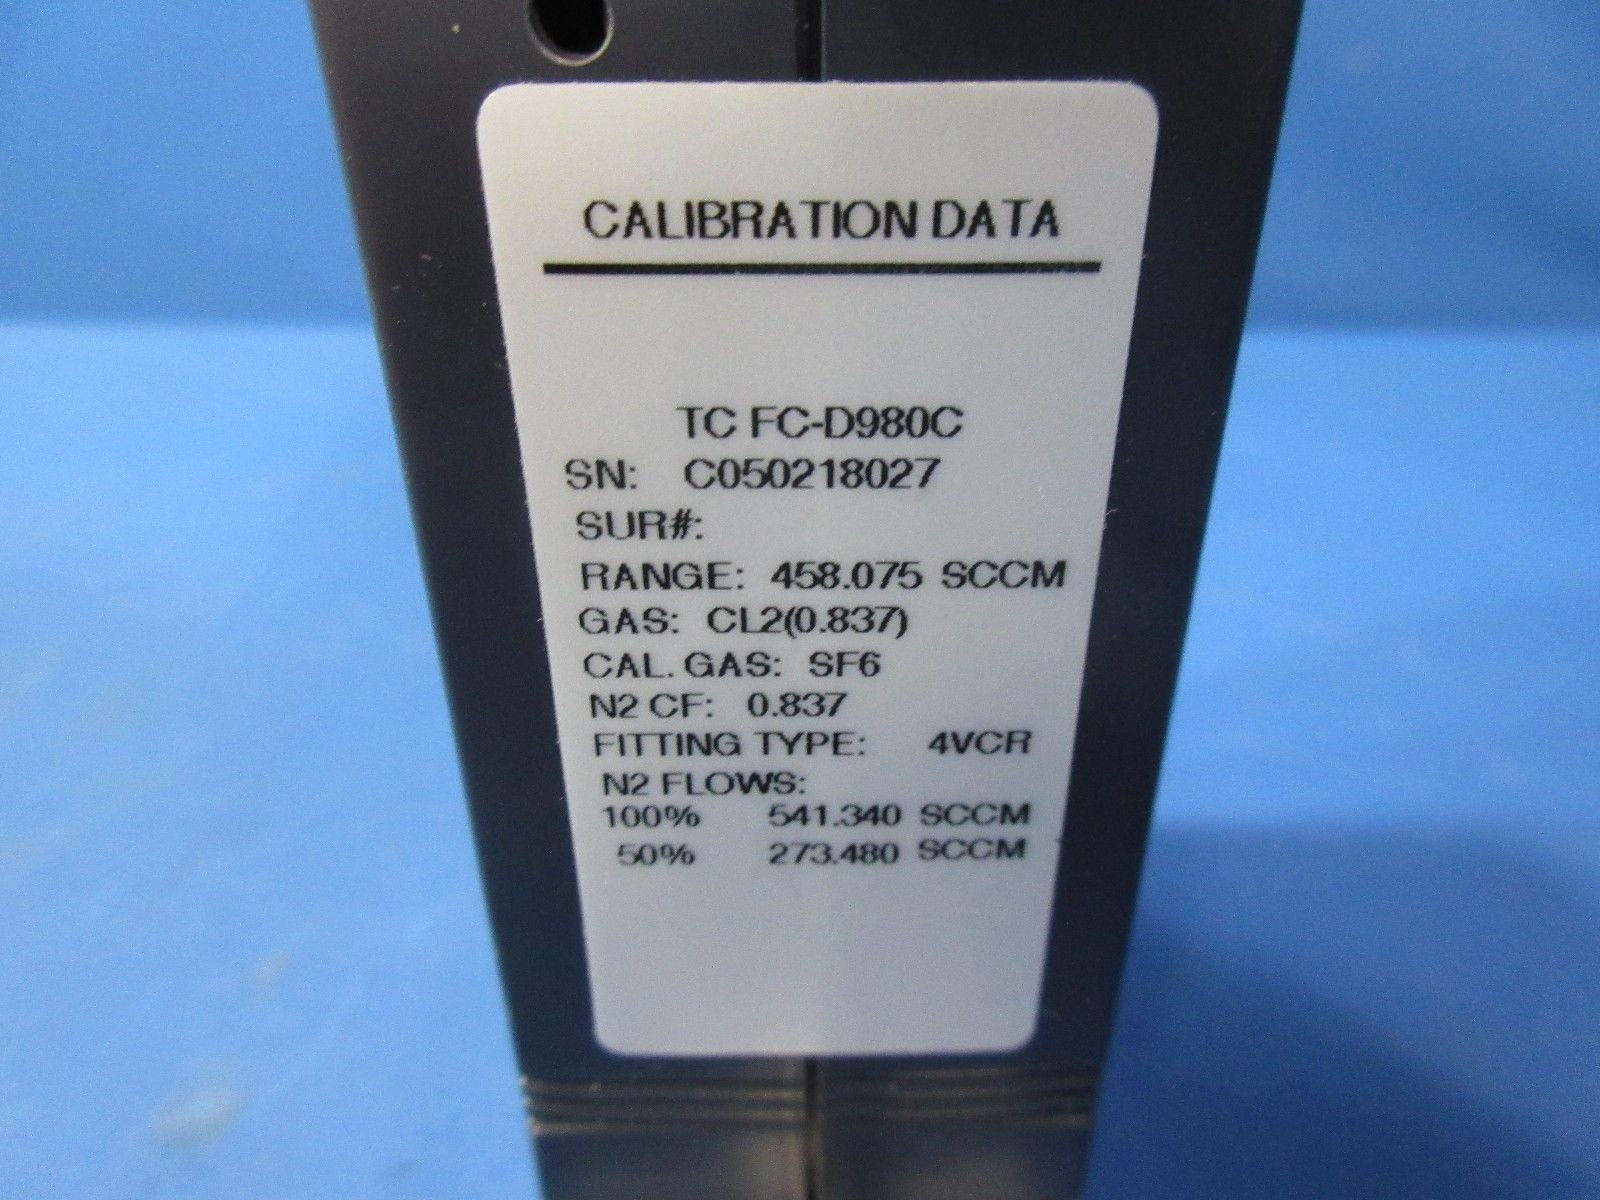 CALIBRATION DATA
TC FC-D980C
SN: C050218027
SUR#:
RANGE: 458.075 SCCM
GAS: CL2(0.837)
CAL. GAS: SF6
N2 CF: 0.837
FITTING TYPE: 4VCR
N2 FLOWS:
100% 541.340 SCCM
50% 273.480 SCCM